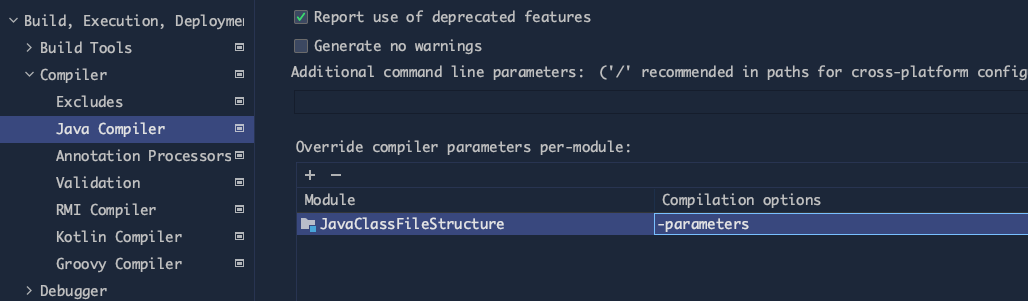 Build, Execution, Deployme
Build Tools
Compiler
Excludes
Java Compiler
Annotation Processors
Validation
RMI Compiler
Kotlin Compiler
Groovy Compiler
Debugger
Report use of deprecated features
Generate no warnings
Additional command line parameters: ('/' recommended in paths for cross-platform config
Override compiler parameters per-module:
+ −
Module Compilation options
JavaClassFileStructure -parameters